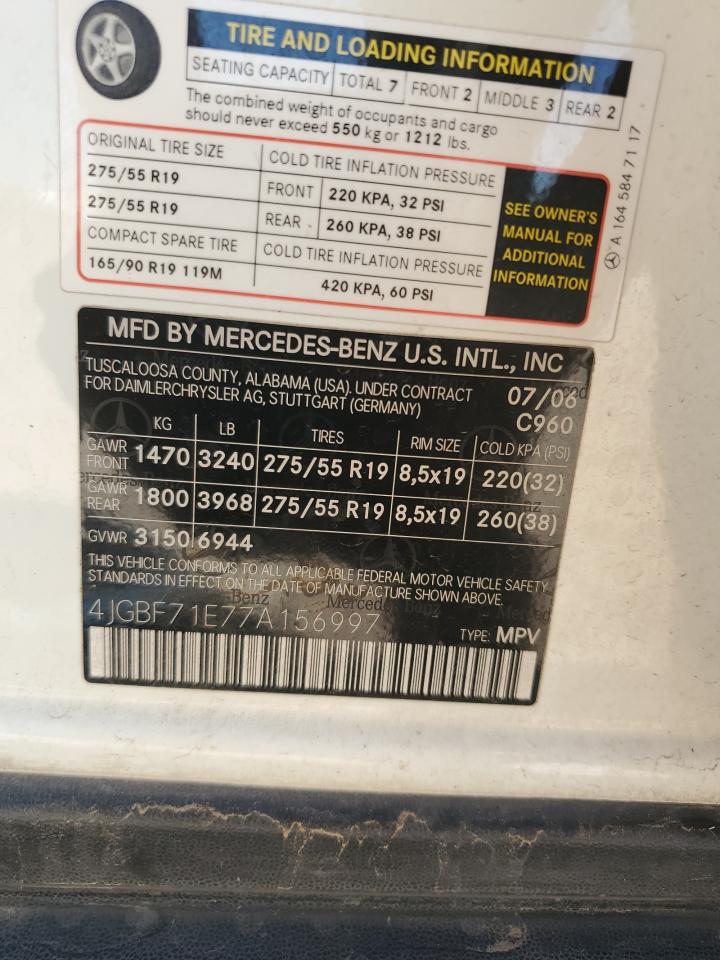 TIRE AND LOADING INFORMATION
SEATING CAPACITY TOTAL 7 FRONT 2 MIDDLE 3 REAR 2
The combined weight of occupants and cargo
should never exceed 550 kg or 1212 lbs.
ORIGINAL TIRE SIZE COLD TIRE INFLATION PRESSURE
275/55 R19 FRONT 220 KPA, 32 PSI
275/55 R19 REAR 260 KPA, 38 PSI
COMPACT SPARE TIRE COLD TIRE INFLATION PRESSURE
165/90 R19 119M 420 KPA, 60 PSI
SEE OWNER'S
MANUAL FOR
ADDITIONAL
INFORMATION
A 164 584 71 17
MFD BY MERCEDES-BENZ U.S. INTL., INC
TUSCALOOSA COUNTY, ALABAMA (USA). UNDER CONTRACT
FOR DAIMLERCHRYSLER AG, STUTTGART (GERMANY)
07/06
C960
KG LB TIRES RIM SIZE COLD KPA (PSI)
GAWR FRONT 1470 3240 275/55 R19 8,5x19 220(32)
GAWR REAR 1800 3968 275/55 R19 8,5x19 260(38)
GVWR 3150 6944
THIS VEHICLE CONFORMS TO ALL APPLICABLE FEDERAL MOTOR VEHICLE SAFETY
STANDARDS IN EFFECT ON THE DATE OF MANUFACTURE SHOWN ABOVE.
4JGBF71E77A156997
TYPE: MPV